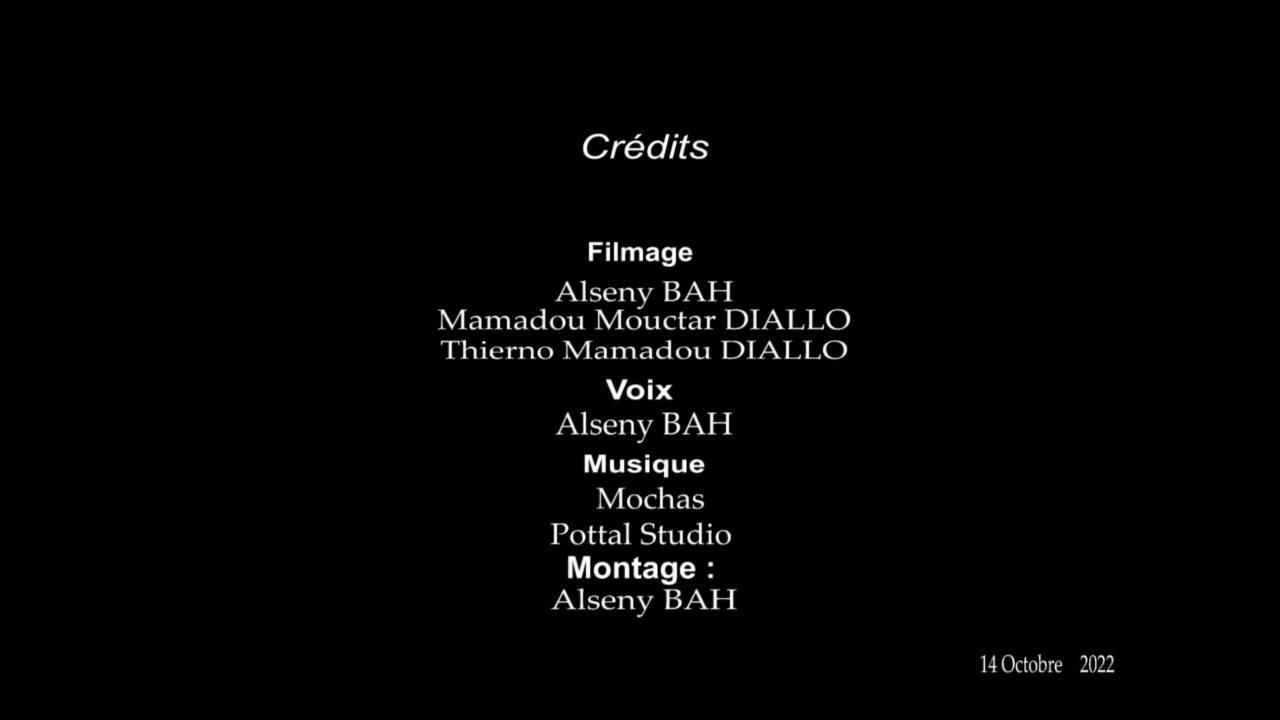 Crédits
Filmage
Alseny BAH
Mamadou Mouctar DIALLO
Thierno Mamadou DIALLO
Voix
Alseny BAH
Musique
Mochas
Pottal Studio
Montage :
Alseny BAH
14 Octobre 2022